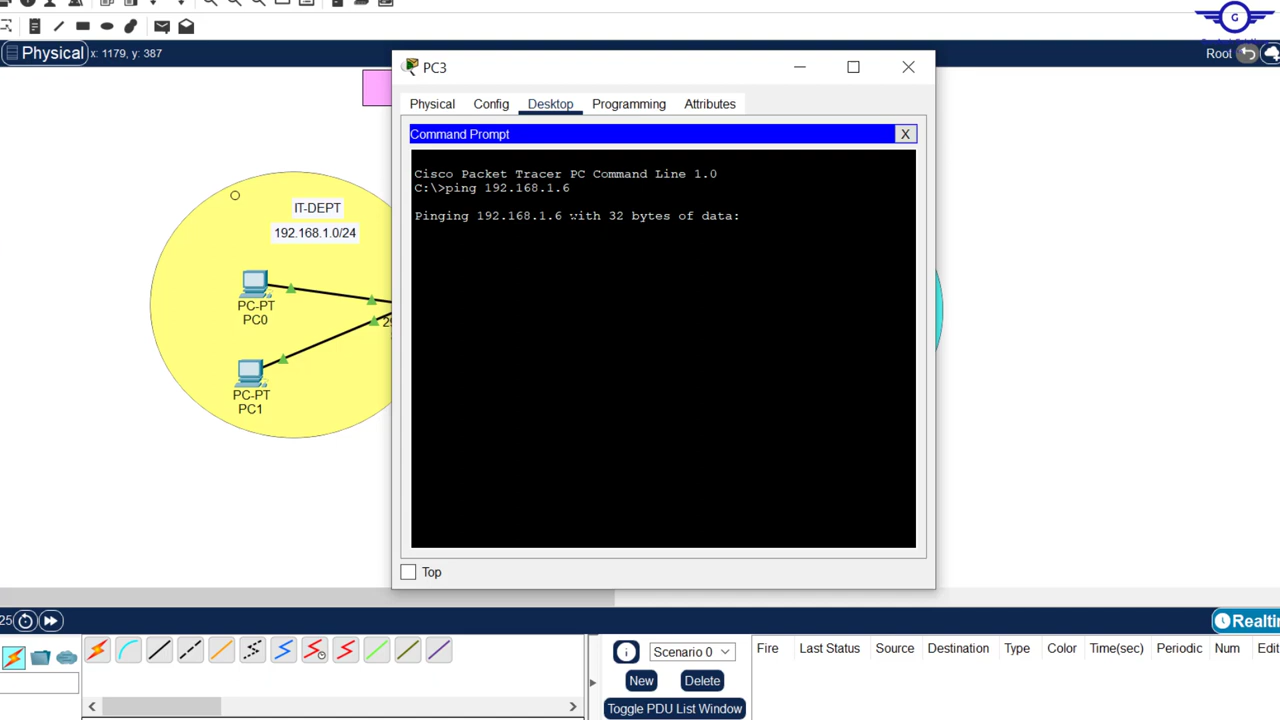 Physical x: 1179, y: 387
G
Root
PC3
Physical Config Desktop Programming Attributes
Command Prompt X
Cisco Packet Tracer PC Command Line 1.0
C:\>ping 192.168.1.6
Pinging 192.168.1.6 with 32 bytes of data:
IT-DEPT
192.168.1.0/24
PC-PT
PC0
PC-PT
PC1
Top
25
Realti
Scenario 0
New Delete
Toggle PDU List Window
Fire Last Status Source Destination Type Color Time(sec) Periodic Num Edit